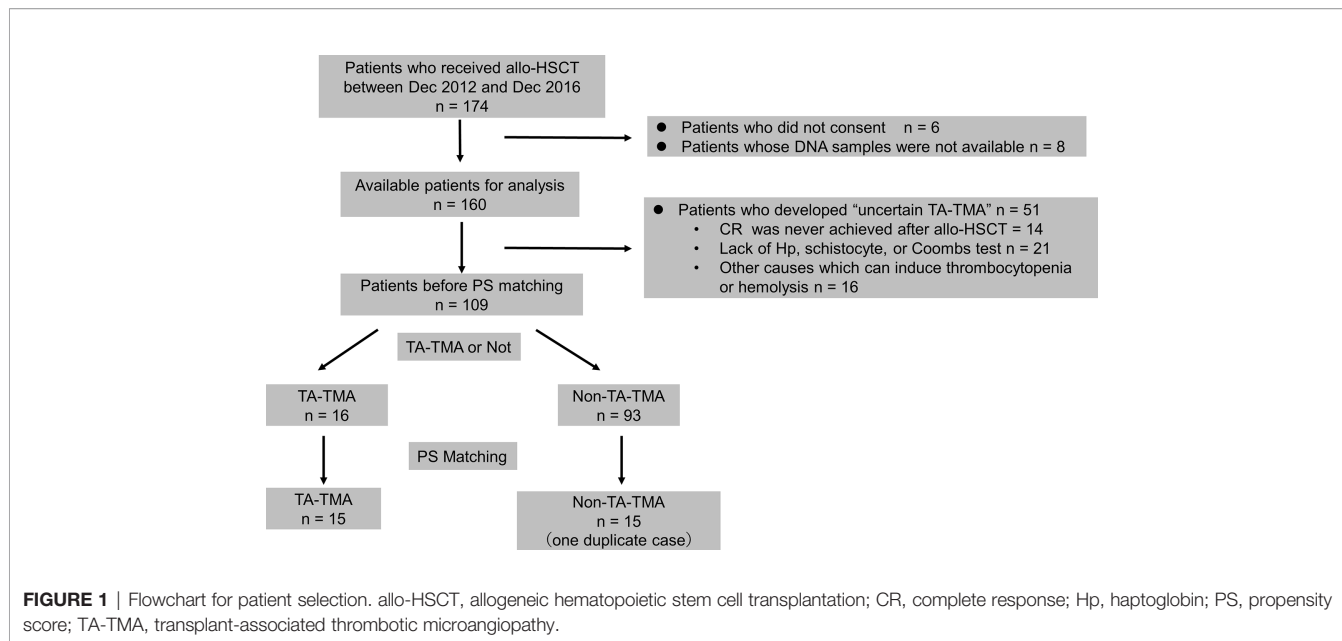 Patients who received allo-HSCT
between Dec 2012 and Dec 2016
n = 174
● Patients who did not consent n = 6
● Patients whose DNA samples were not available n = 8
Available patients for analysis
n = 160
● Patients who developed “uncertain TA-TMA” n = 51
• CR was never achieved after allo-HSCT = 14
• Lack of Hp, schistocyte, or Coombs test n = 21
• Other causes which can induce thrombocytopenia
or hemolysis n = 16
Patients before PS matching
n = 109
TA-TMA or Not
TA-TMA
n = 16
Non-TA-TMA
n = 93
PS Matching
TA-TMA
n = 15
Non-TA-TMA
n = 15
（one duplicate case）
FIGURE 1 | Flowchart for patient selection. allo-HSCT, allogeneic hematopoietic stem cell transplantation; CR, complete response; Hp, haptoglobin; PS, propensity
score; TA-TMA, transplant-associated thrombotic microangiopathy.